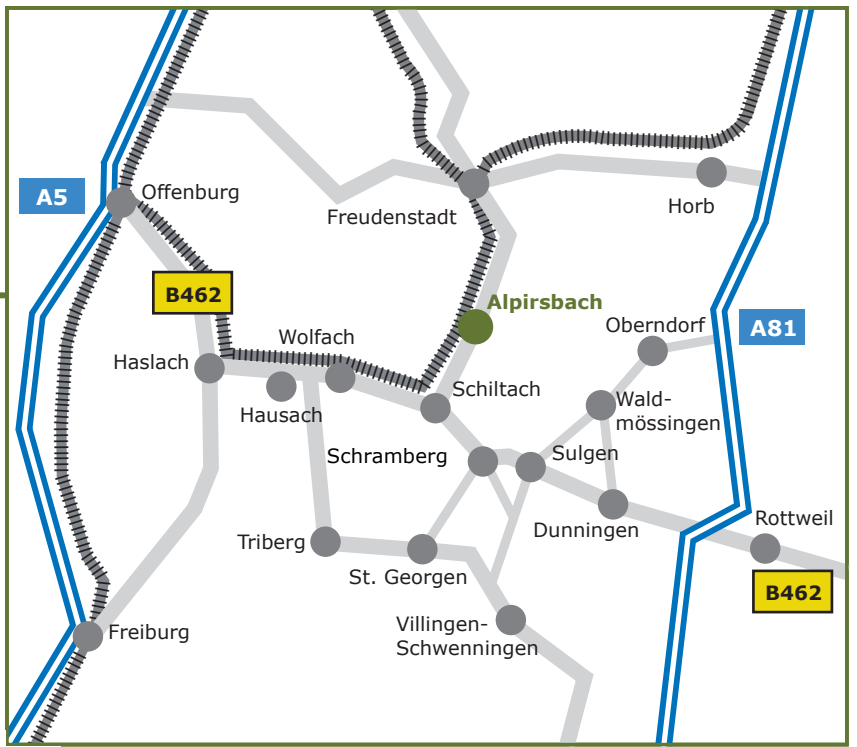 A5
Offenburg
Freudenstadt
Horb
B462
Alpirsbach
Wolfach
Oberndorf
A81
Haslach
Hausach
Schiltach
Wald-
mössingen
Schramberg
Sulgen
Dunningen
Rottweil
Triberg
St. Georgen
B462
Villingen-
Schwenningen
Freiburg